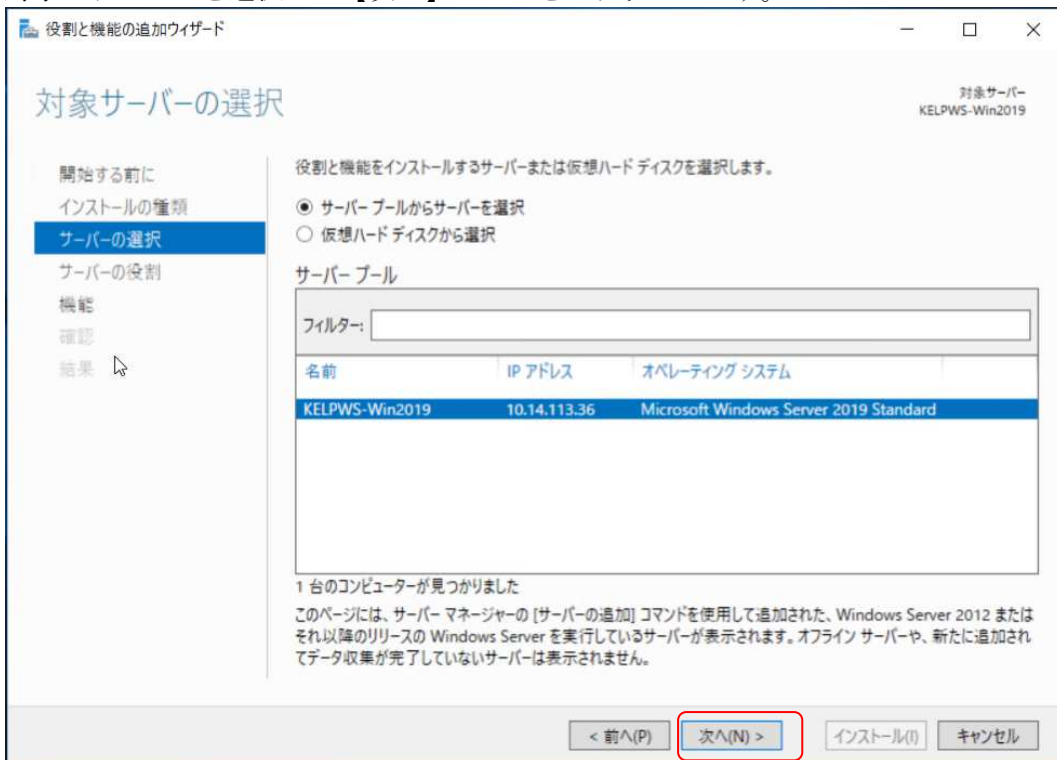 役割と機能の追加ウィザード
対象サーバーの選択
対象サーバー
KELPWS-Win2019
開始する前に
インストールの種類
サーバーの選択
サーバーの役割
機能
確認
結果
役割と機能をインストールするサーバーまたは仮想ハード ディスクを選択します。
サーバー プールからサーバーを選択
仮想ハード ディスクから選択
サーバー プール
フィルター:
名前 IP アドレス オペレーティング システム
KELPWS-Win2019 10.14.113.36 Microsoft Windows Server 2019 Standard
1 台のコンピューターが見つかりました
このページには、サーバー マネージャーの [サーバーの追加] コマンドを使用して追加された、Windows Server 2012 または
それ以降のリリースの Windows Server を実行しているサーバーが表示されます。オフライン サーバーや、新たに追加され
てデータ収集が完了していないサーバーは表示されません。
< 前へ(P) 次へ(N) > インストール(I) キャンセル